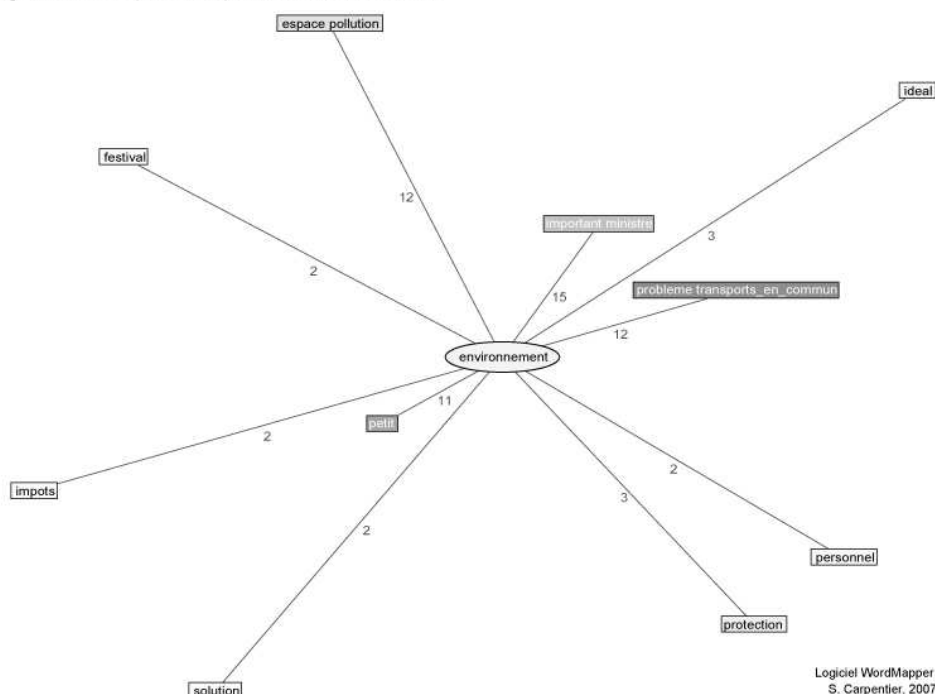 espace pollution
ideal
festival
12
important ministre
3
2
probleme transports_en_commun
15
12
environnement
11
petit
2
2
impots
3
2
personnel
protection
Logiciel WordMapper
solution
S. Carpentier, 2007